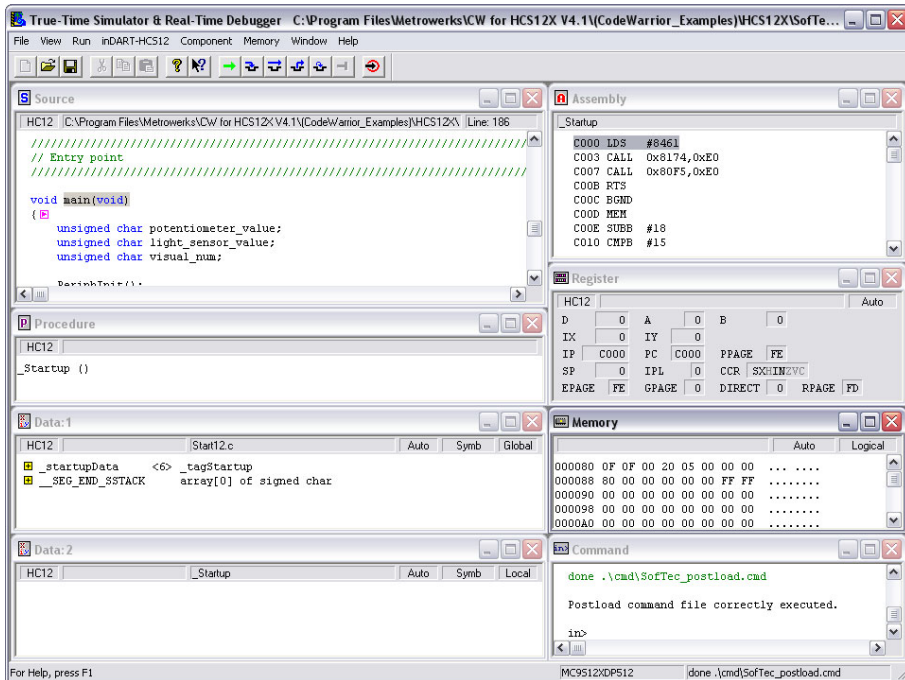 True-Time Simulator & Real-Time Debugger C:\Program Files\Metrowerks\CW for HCS12X V4.1\(CodeWarrior_Examples)\HCS12X\SofTe...
File View Run inDART-HCS12 Component Memory Window Help
Source
HC12 C:\Program Files\Metrowerks\CW for HCS12X V4.1\(CodeWarrior_Examples)\HCS12X\ Line: 186
////////////////////////////////////////////////////////////////////////
// Entry point
////////////////////////////////////////////////////////////////////////
void main(void)
{
unsigned char potentiometer_value;
unsigned char light_sensor_value;
unsigned char visual_num;
PeriphInit();
Procedure
HC12
_Startup ()
Data:1
HC12 Start12.c Auto Symb Global
_startupData <6> _tagStartup
__SEG_END_SSTACK array[0] of signed char
Data:2
HC12 _Startup Auto Symb Local
Assembly
_Startup
C000 LDS #8461
C003 CALL 0x8174,0xE0
C007 CALL 0x80F5,0xE0
C00B RTS
C00C BGND
C00D MEM
C00E SUBB #18
C010 CMPB #15
Register
HC12 Auto
D 0 A 0 B 0
IX 0 IY 0
IP C000 PC C000 PPAGE FE
SP 0 IPL 0 CCR SXHINZVC
EPAGE FE GPAGE 0 DIRECT 0 RPAGE FD
Memory
Auto Logical
000080 0F 0F 00 20 05 00 00 00 ... ....
000088 80 00 00 00 00 00 FF FF ........
000090 00 00 00 00 00 00 00 00 ........
000098 00 00 00 00 00 00 00 00 ........
0000A0 00 00 00 00 00 00 00 00 ........
Command
done .\cmd\SofTec_postload.cmd
Postload command file correctly executed.
in>
For Help, press F1
MC9S12XDP512 done .\cmd\SofTec_postload.cmd